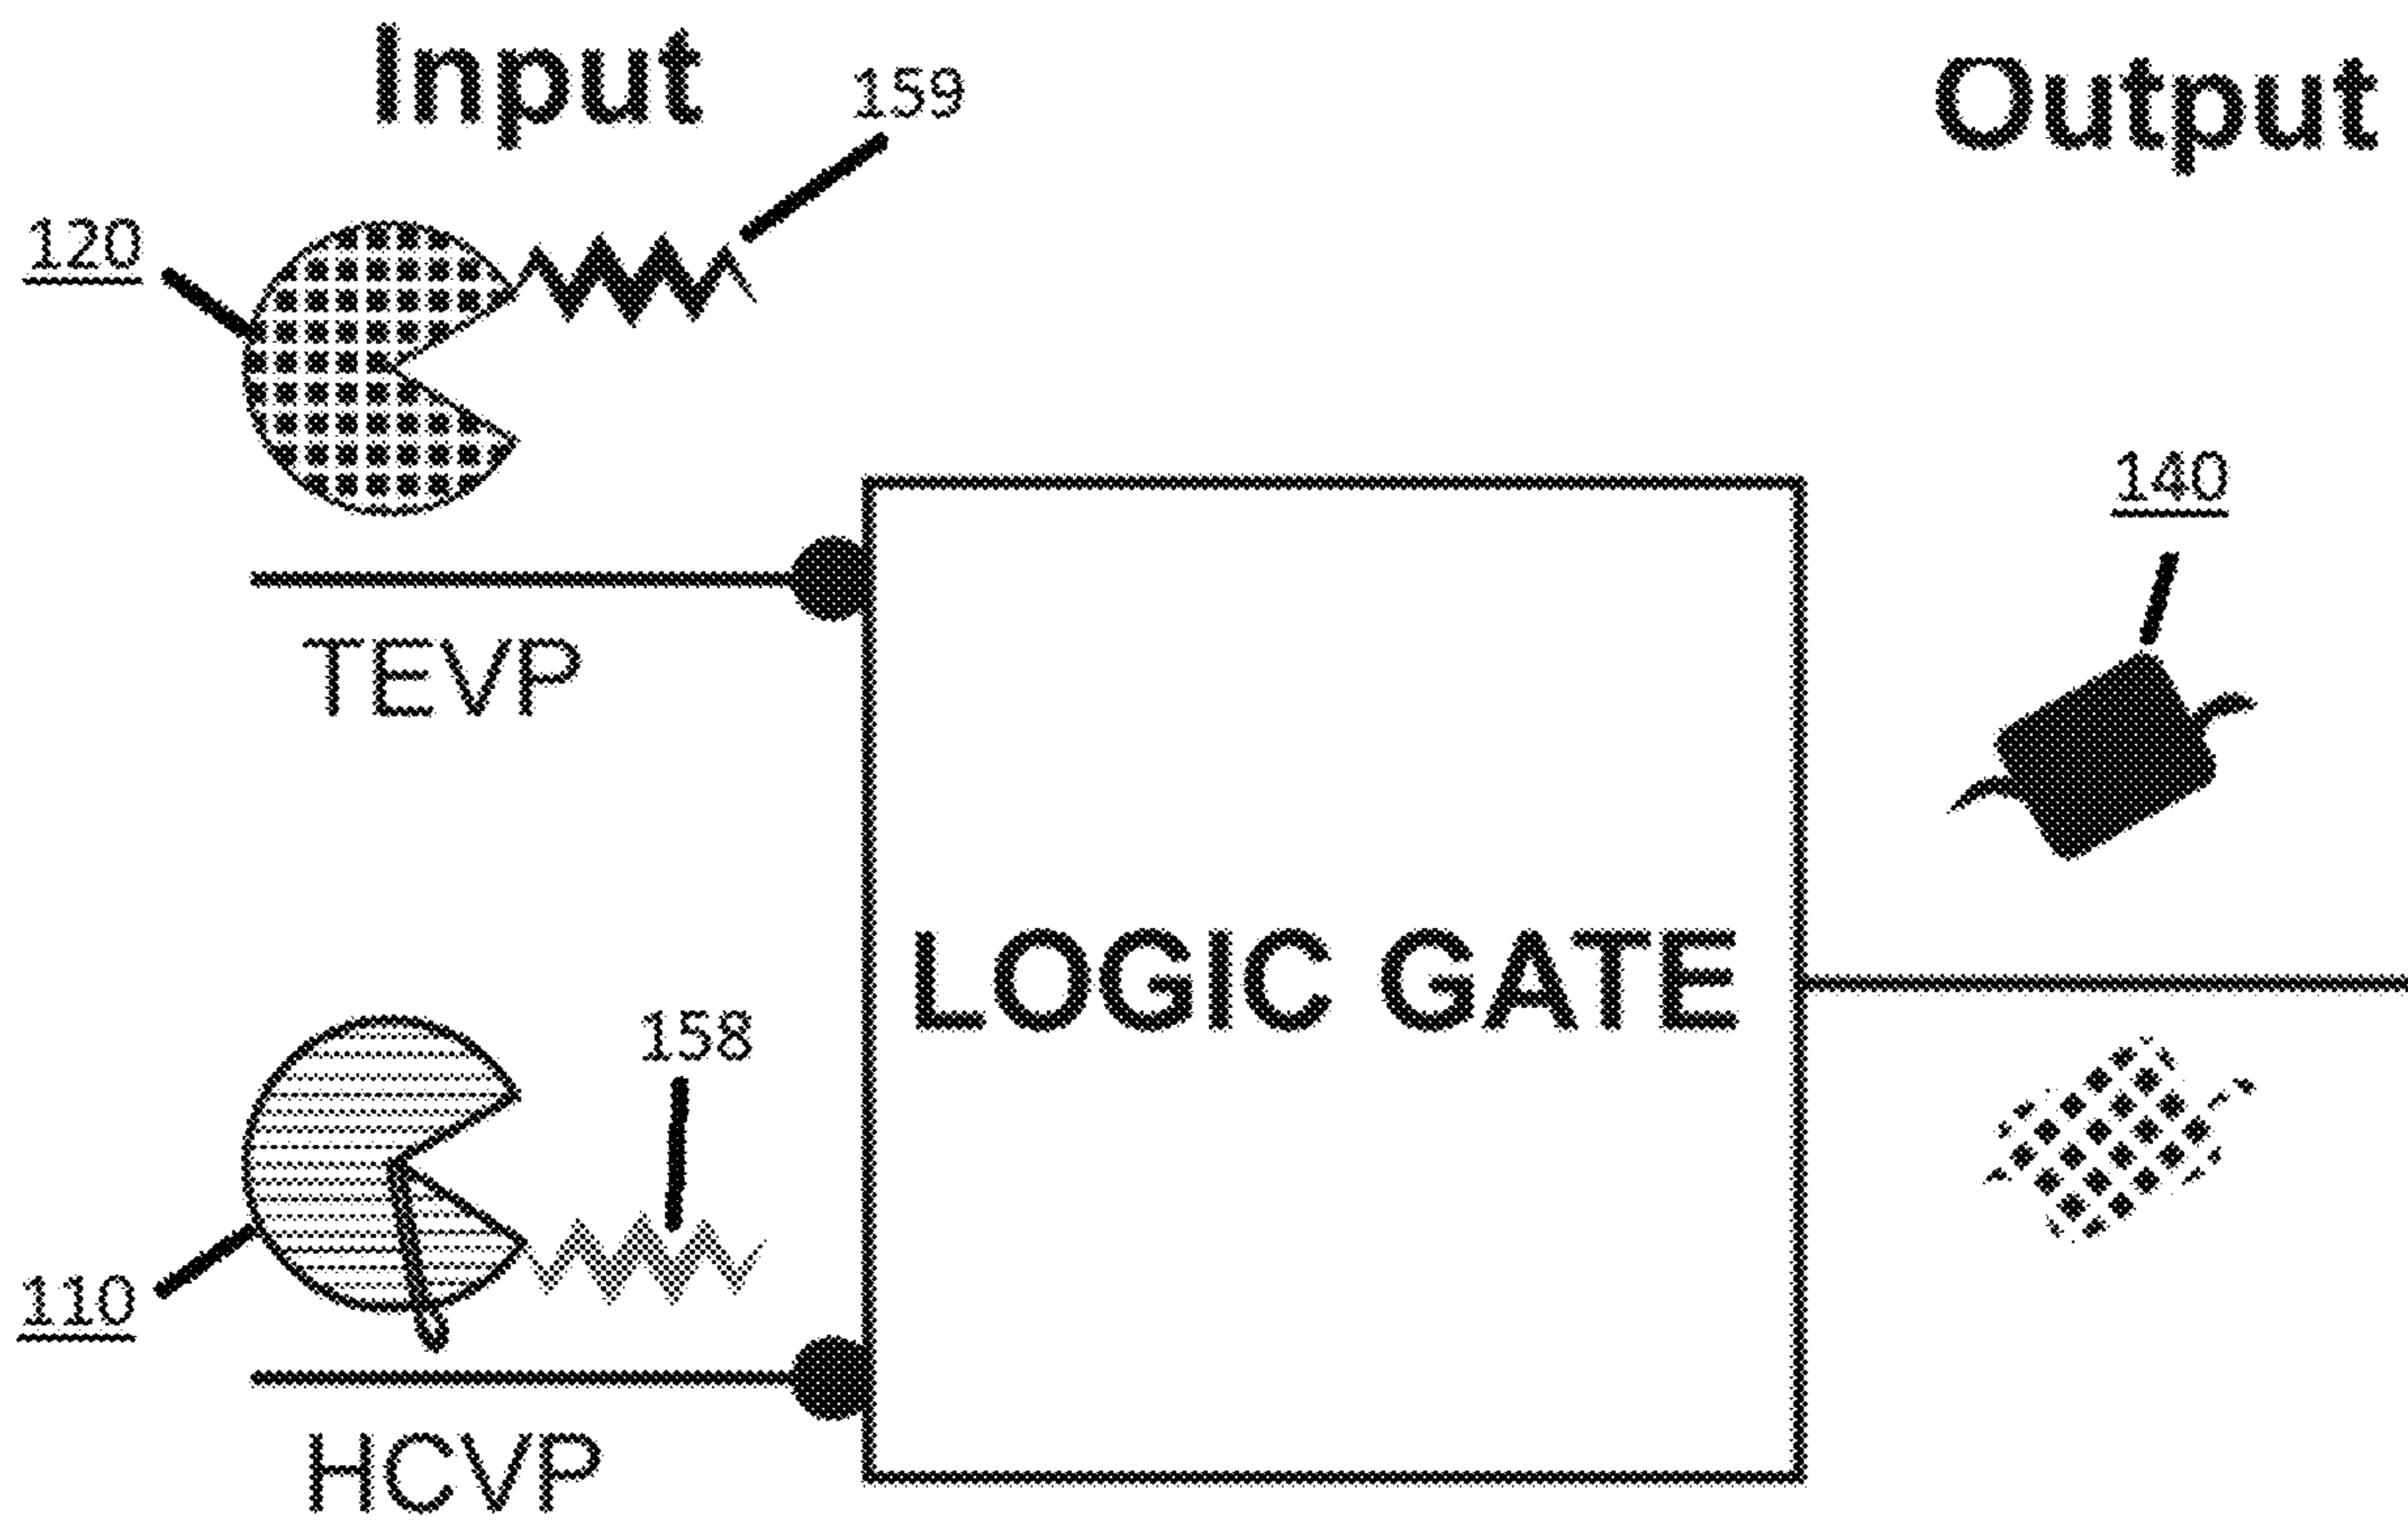 Input
159
Output
120
140
TEVP
LOGIC GATE
158
110
HCVP